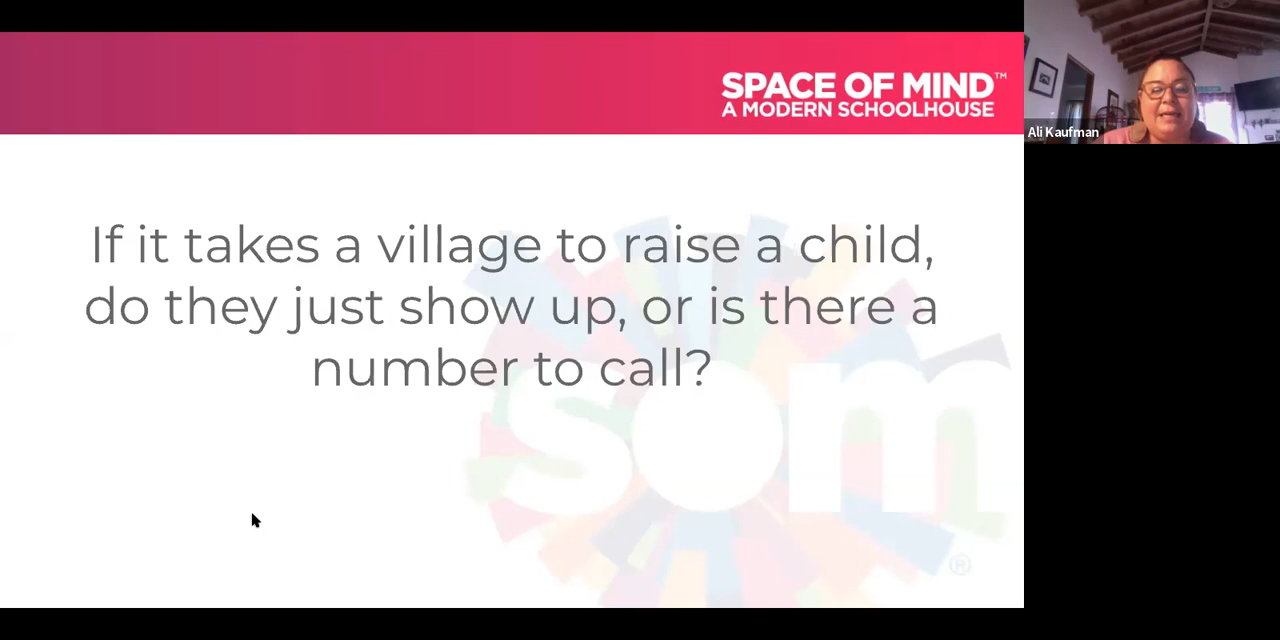 SPACE OF MIND™
A MODERN SCHOOLHOUSE
Ali Kaufman
If it takes a village to raise a child,
do they just show up, or is there a
number to call?
som
®